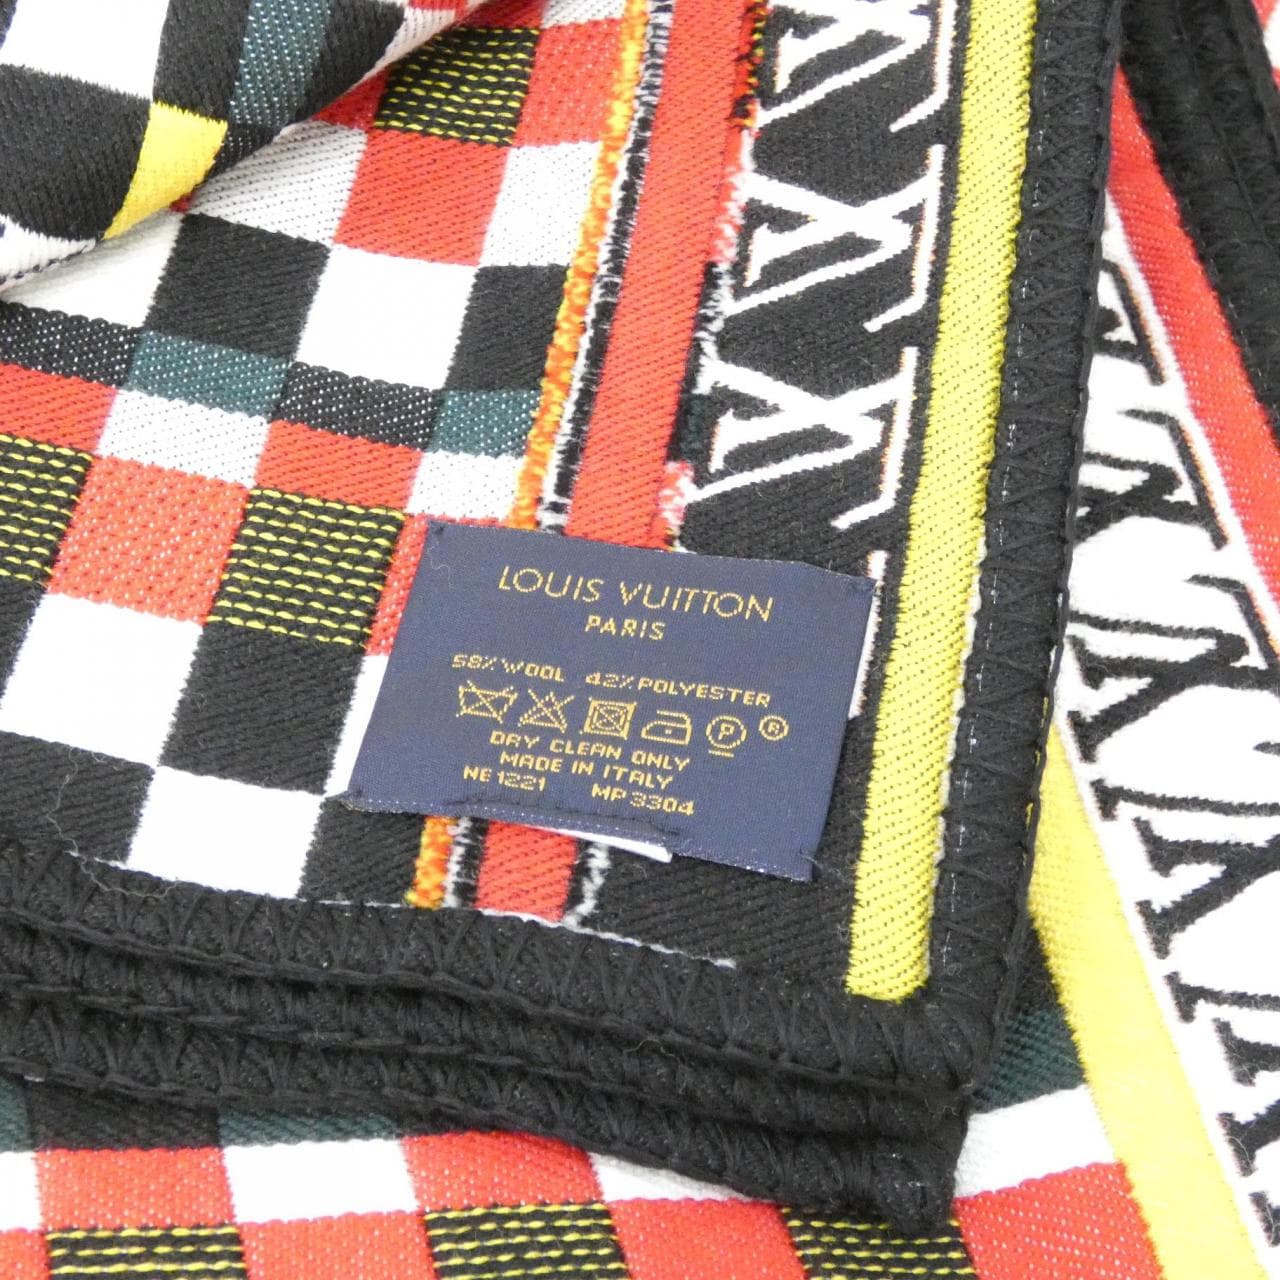 LOUIS VUITTON
PARIS
58% WOOL 42% POLYESTER
P ®
DRY CLEAN ONLY
MADE IN ITALY
NE1221 MP3304